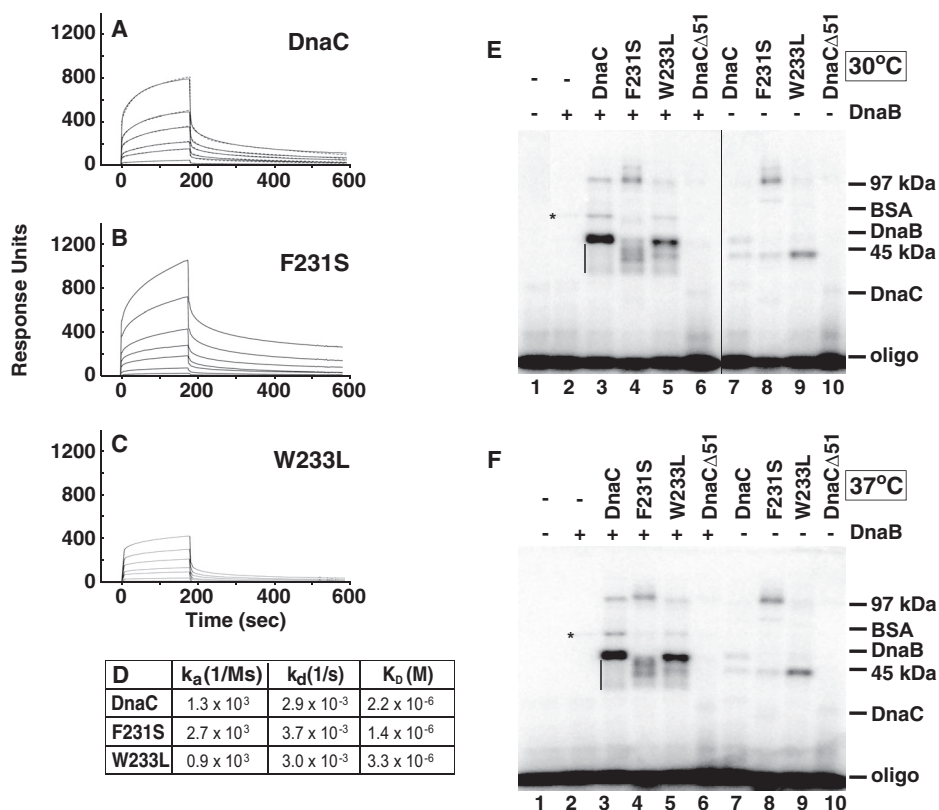 A
DnaC
1200
800
400
0
0 200 400 600
B
F231S
1200
800
400
0
0 200 400 600
C
W233L
1200
800
400
0
0 200 400 600
Time (sec)
Response Units
D ka (1/Ms) kd(1/s) KD (M)
DnaC 1.3 x 10³ 2.9 x 10⁻³ 2.2 x 10⁻⁶
F231S 2.7 x 10³ 3.7 x 10⁻³ 1.4 x 10⁻⁶
W233L 0.9 x 10³ 3.0 x 10⁻³ 3.3 x 10⁻⁶
E
- - DnaC F231S W233L DnaCΔ51 DnaC F231S W233L DnaCΔ51
30°C
- + + + + + - - - - DnaB
97 kDa
*
BSA
DnaB
45 kDa
DnaC
oligo
1 2 3 4 5 6 7 8 9 10
F
- - DnaC F231S W233L DnaCΔ51 DnaC F231S W233L DnaCΔ51
37°C
- + + + + + - - - - DnaB
97 kDa
*
BSA
DnaB
45 kDa
DnaC
oligo
1 2 3 4 5 6 7 8 9 10